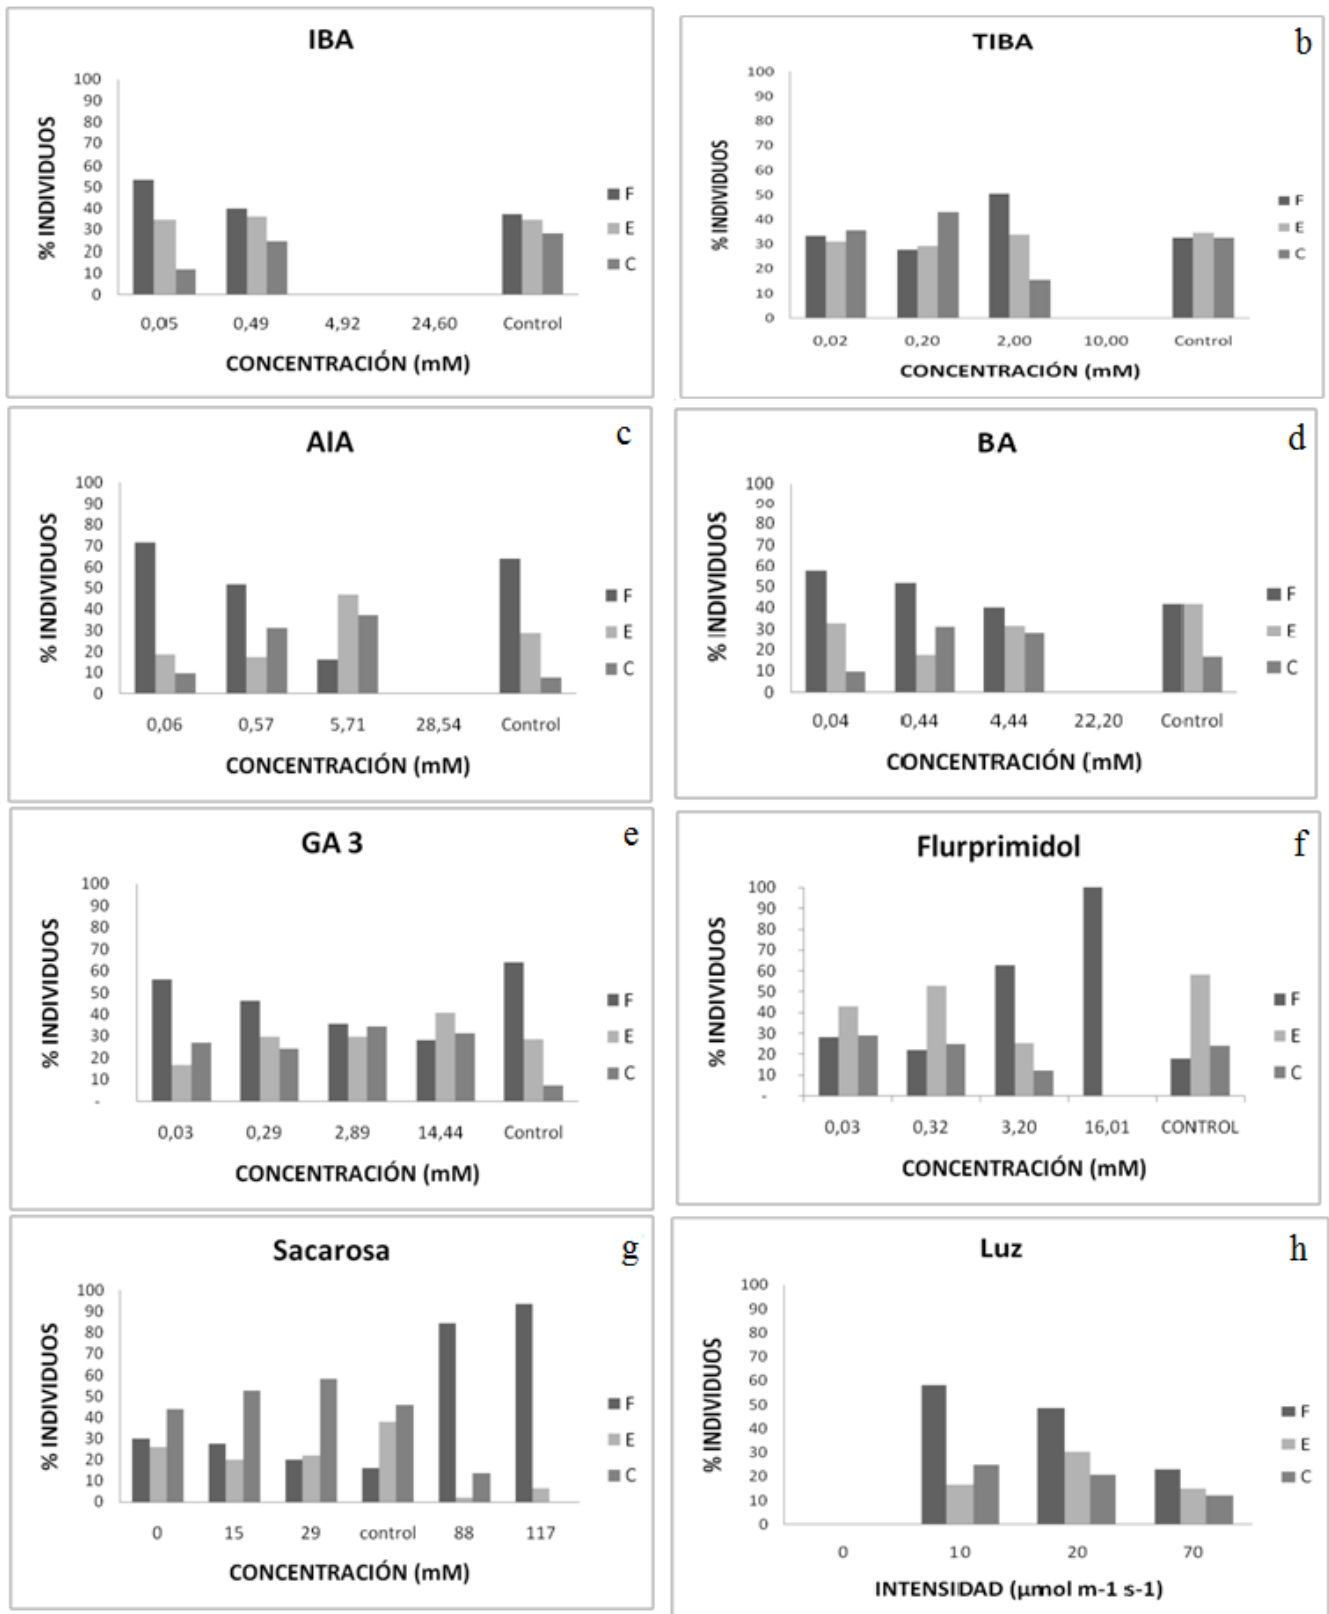 IBA
% INDIVIDUOS
100
90
80
70
60
50
40
30
20
10
0
0,05 0,49 4,92 24,60 Control
CONCENTRACIÓN (mM)
F
E
C
TIBA
b
% INDIVIDUOS
100
90
80
70
60
50
40
30
20
10
0
0,02 0,20 2,00 10,00 Control
CONCENTRACIÓN (mM)
F
E
C
AIA
c
% INDIVIDUOS
100
90
80
70
60
50
40
30
20
10
0
0,06 0,57 5,71 28,54 Control
CONCENTRACIÓN (mM)
F
E
C
BA
d
% INDIVIDUOS
100
90
80
70
60
50
40
30
20
10
0
0,04 0,44 4,44 22,20 Control
CONCENTRACIÓN (mM)
F
E
C
GA 3
e
% INDIVIDUOS
100
90
80
70
60
50
40
30
20
10
-
0,03 0,29 2,89 14,44 Control
CONCENTRACIÓN (mM)
F
E
C
Flurprimidol
f
% INDIVIDUOS
100
90
80
70
60
50
40
30
20
10
-
0,03 0,32 3,20 16,01 CONTROL
CONCENTRACIÓN (mM)
F
E
C
Sacarosa
g
% INDIVIDUOS
100
90
80
70
60
50
40
30
20
10
0
0 15 29 control 88 117
CONCENTRACIÓN (mM)
F
E
C
Luz
h
% INDIVIDUOS
100
90
80
70
60
50
40
30
20
10
0
0 10 20 70
INTENSIDAD (µmol m-1 s-1)
F
E
C